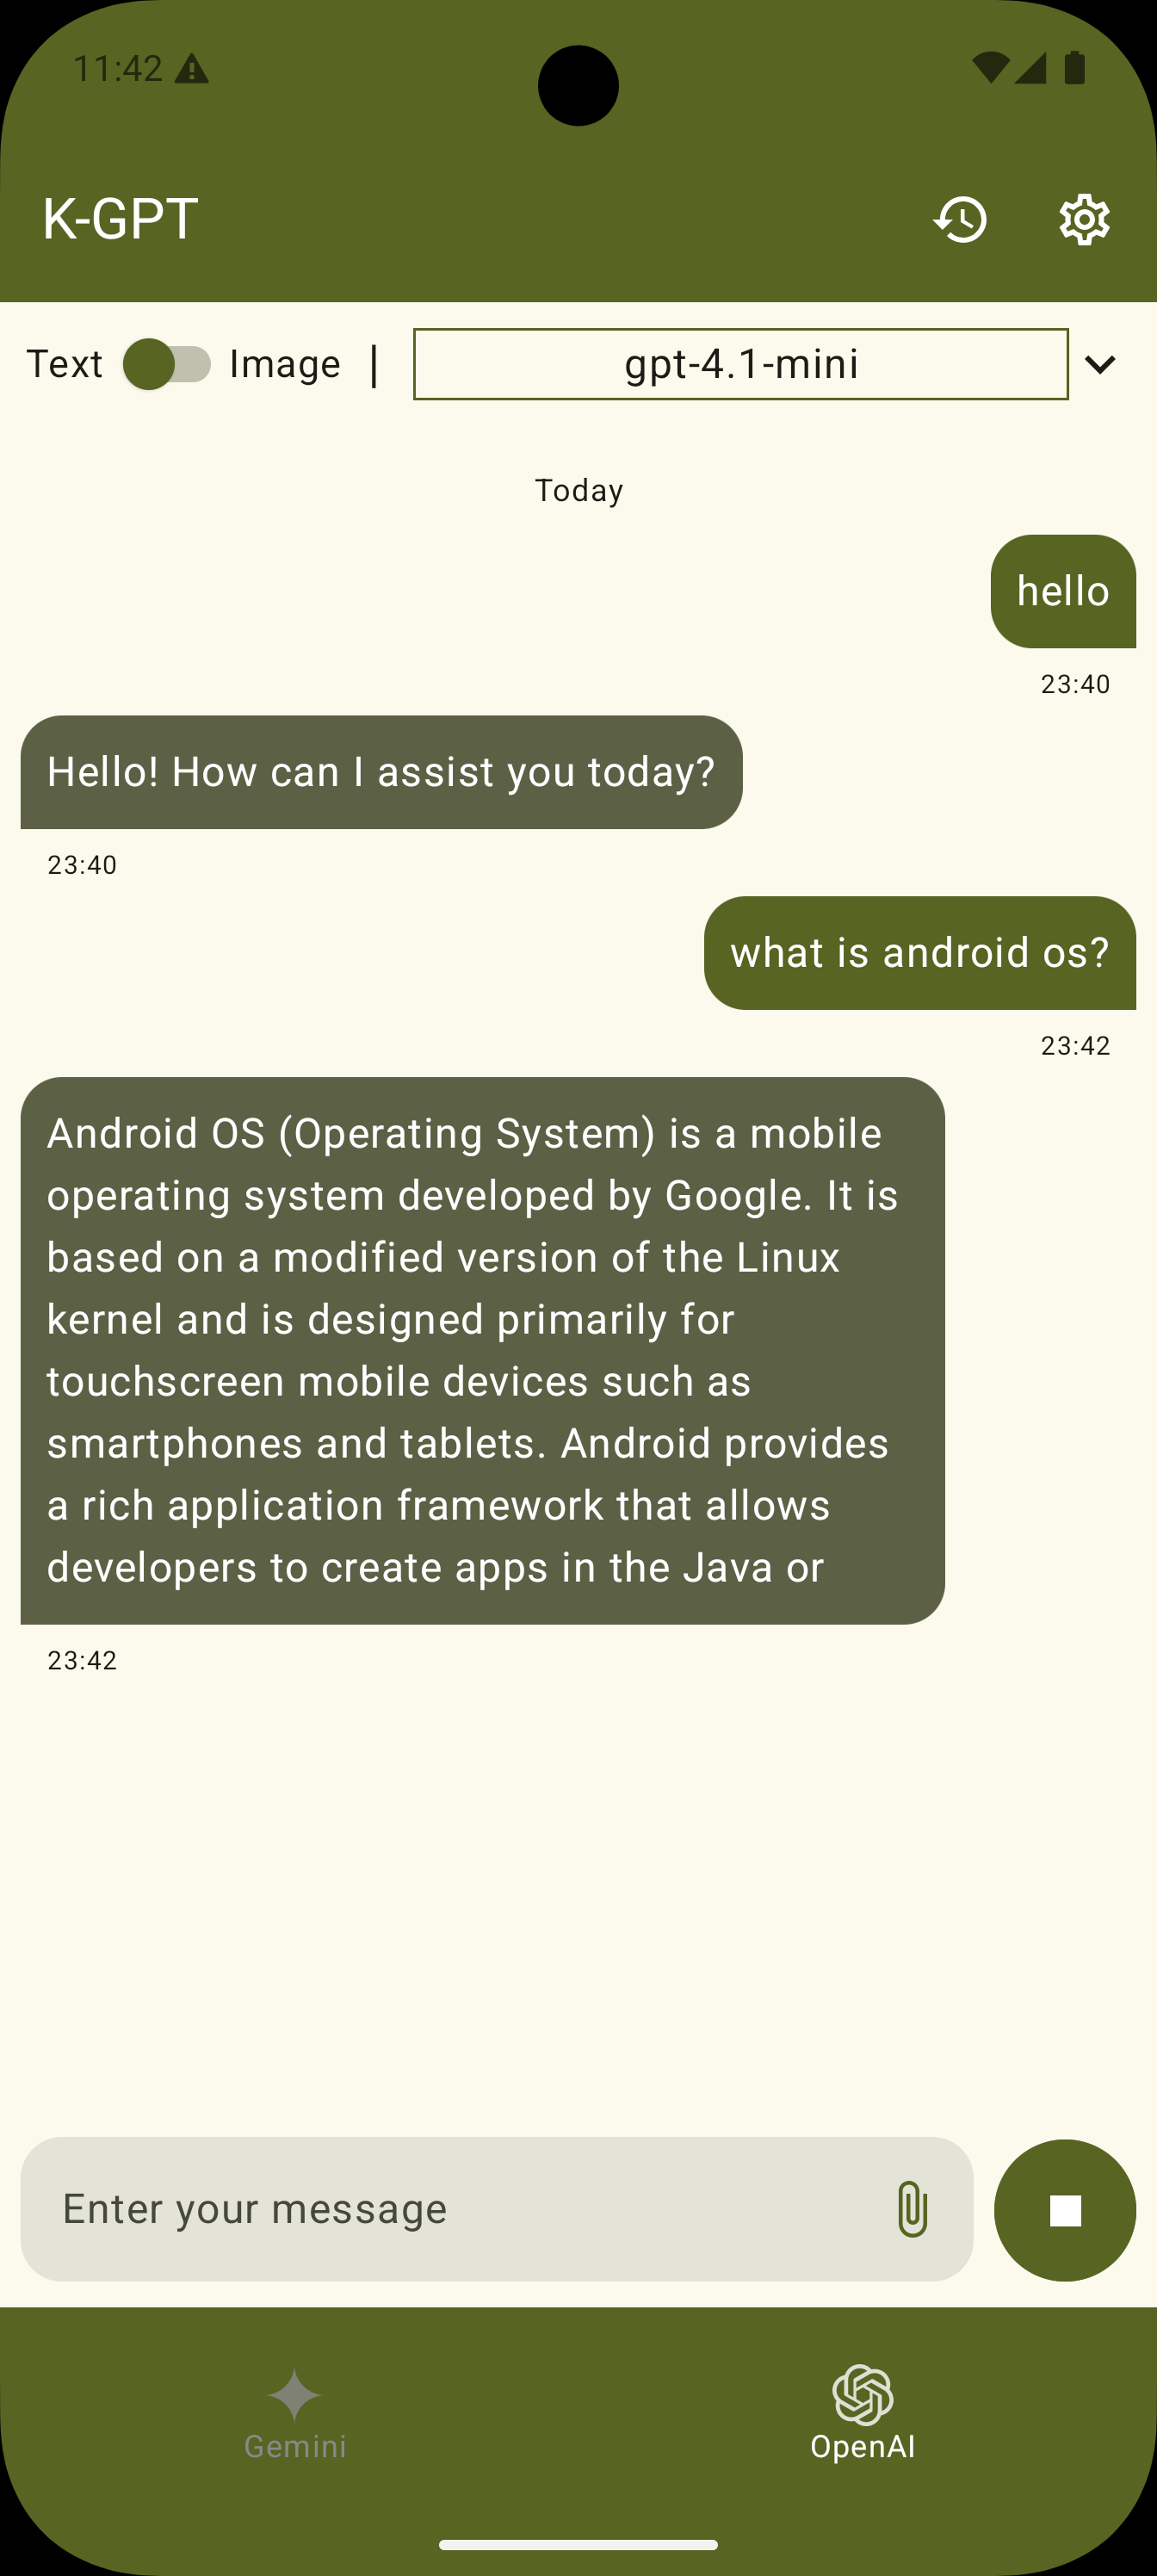 11:42
K-GPT
Text Image | gpt-4.1-mini
Today
hello
23:40
Hello! How can I assist you today?
23:40
what is android os?
23:42
Android OS (Operating System) is a mobile
operating system developed by Google. It is
based on a modified version of the Linux
kernel and is designed primarily for
touchscreen mobile devices such as
smartphones and tablets. Android provides
a rich application framework that allows
developers to create apps in the Java or
23:42
Enter your message
Gemini OpenAI